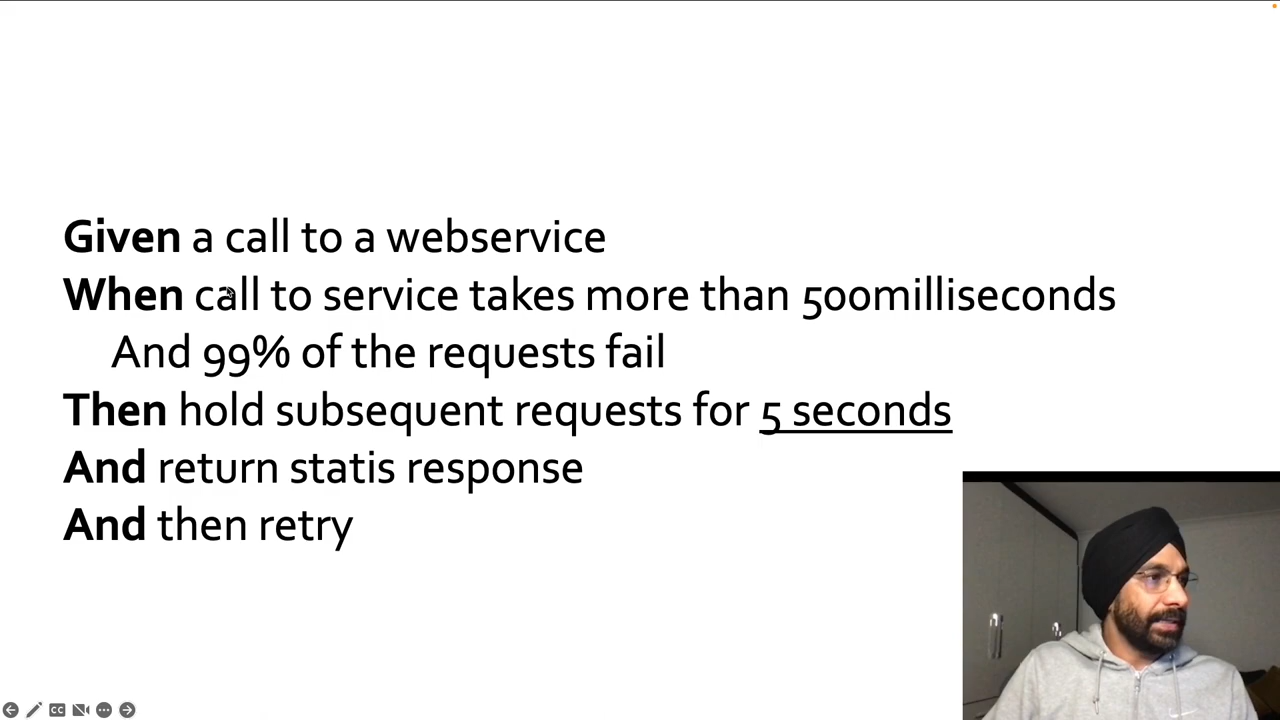 Given a call to a webservice
When call to service takes more than 500milliseconds
And 99% of the requests fail
Then hold subsequent requests for 5 seconds
And return statis response
And then retry
CC